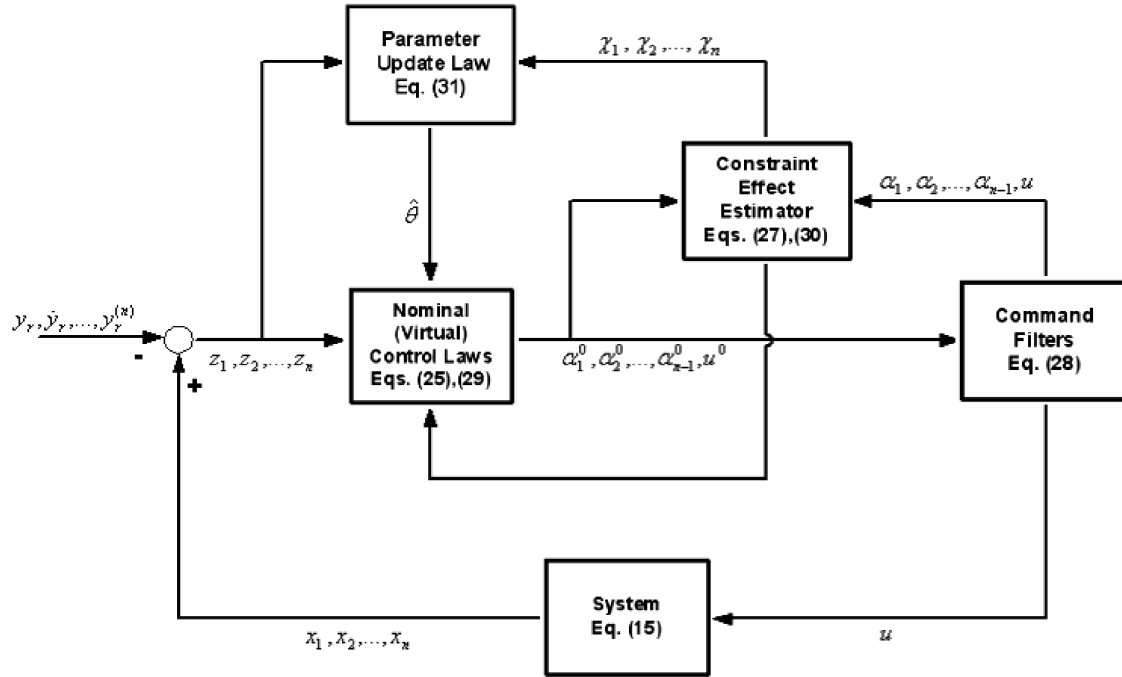 Parameter
Update Law
Eq. (31)
χ₁, χ₂,..., χₙ
Constraint
Effect
Estimator
Eqs. (27),(30)
α₁, α₂,..., αₙ₋₁, u
θ̂
yᵣ, ẏᵣ,..., yᵣ⁽ⁿ⁾
-
+
z₁, z₂,..., zₙ
Nominal
(Virtual)
Control Laws
Eqs. (25),(29)
α₁⁰, α₂⁰,..., αₙ₋₁⁰, u⁰
Command
Filters
Eq. (28)
System
Eq. (15)
x₁, x₂,..., xₙ
u